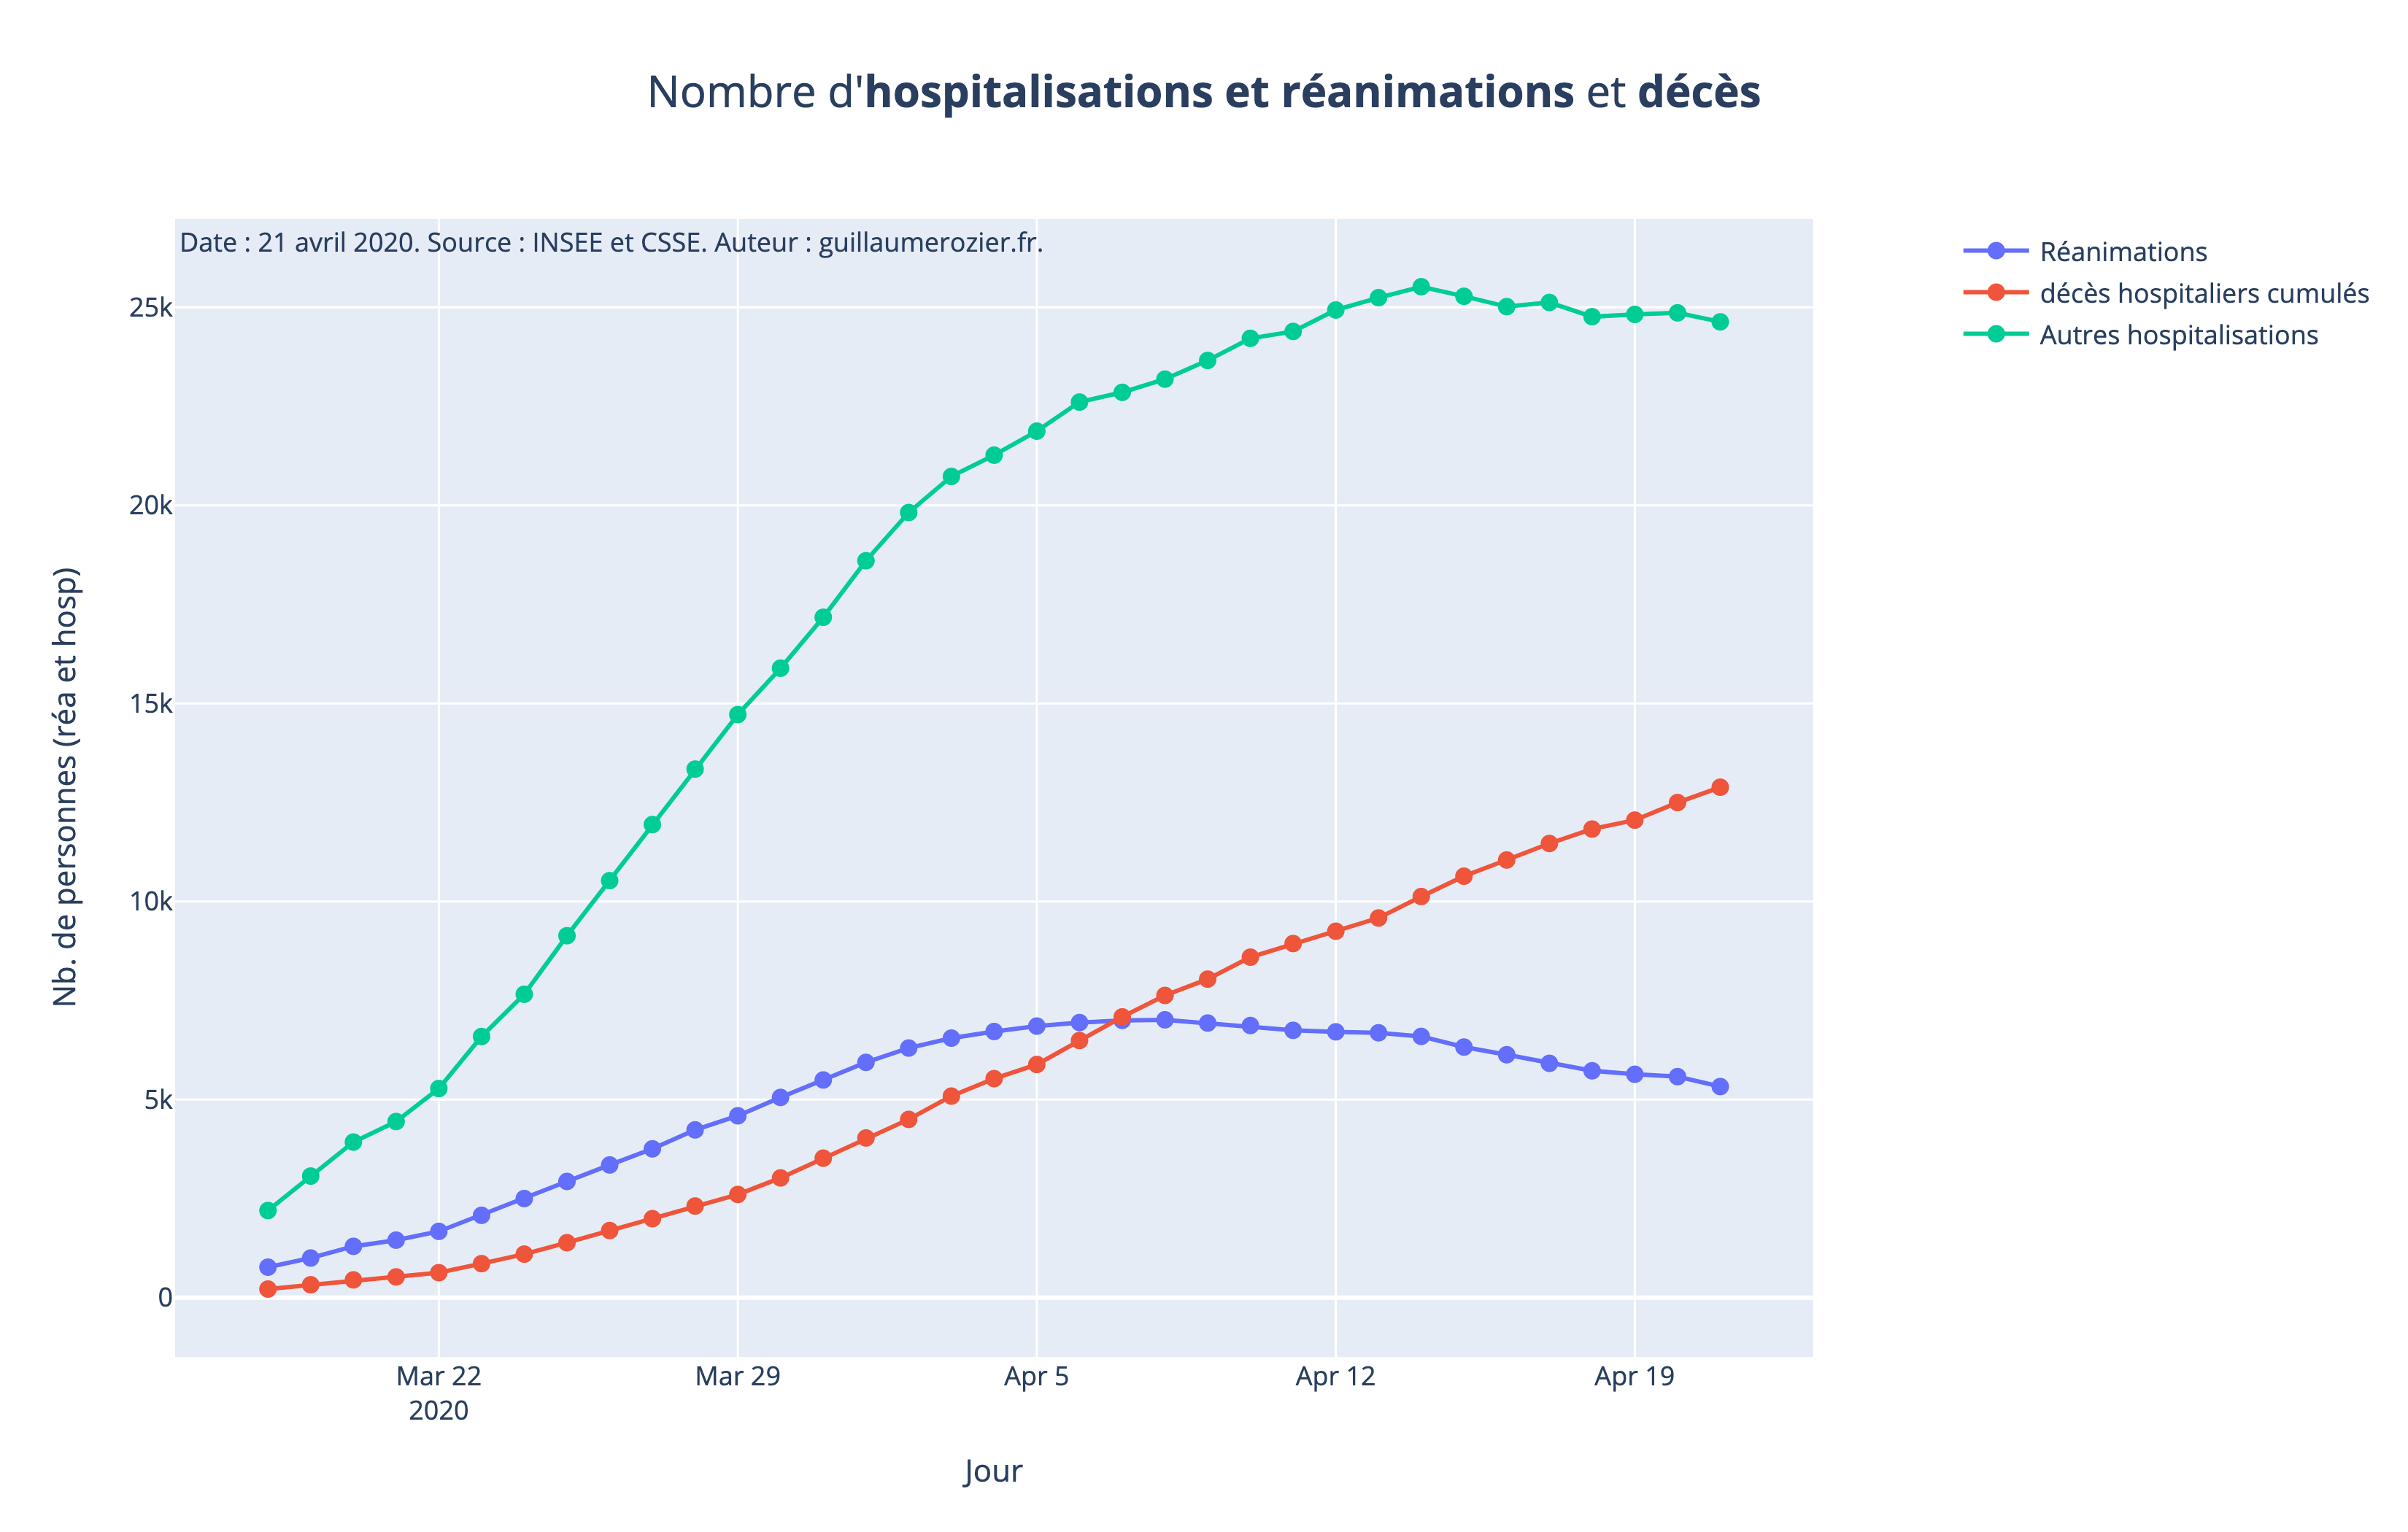 Nombre d'hospitalisations et réanimations et décès
Date : 21 avril 2020. Source : INSEE et CSSE. Auteur : guillaumerozier.fr.
Réanimations
décès hospitaliers cumulés
Autres hospitalisations
Nb. de personnes (réa et hosp)
25k
20k
15k
10k
5k
0
Mar 22
2020
Mar 29
Apr 5
Apr 12
Apr 19
Jour